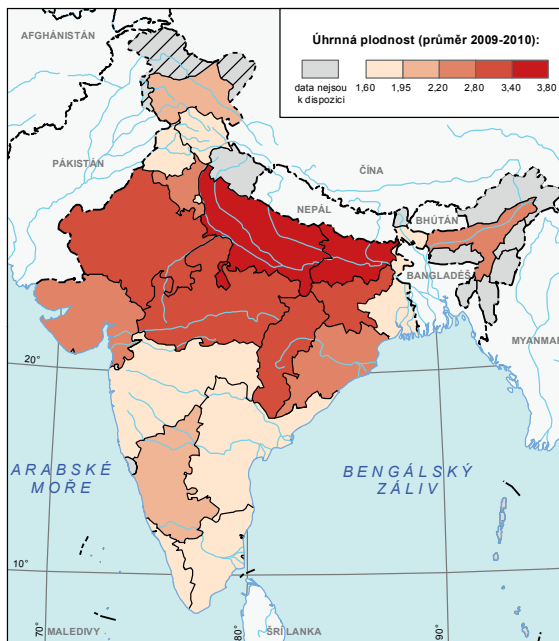 AFGHÁNISTÁN
Úhrnná plodnost (průměr 2009-2010):
data nejsou
k dispozici
1,60 1,95 2,20 2,80 3,40 3,80
PÁKISTÁN
ČÍNA
NEPÁL
BHÚTÁN
BANGLADÉŠ
MYANMAR
20°
ARABSKÉ
MOŘE
BENGÁLSKÝ
ZÁLIV
10°
70°
80°
90°
MALEDIVY
ŠRÍ LANKA